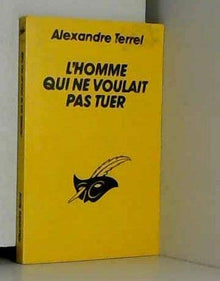 Alexandre Terrel
L'HOMME
QUI NE VOULAIT
PAS TUER